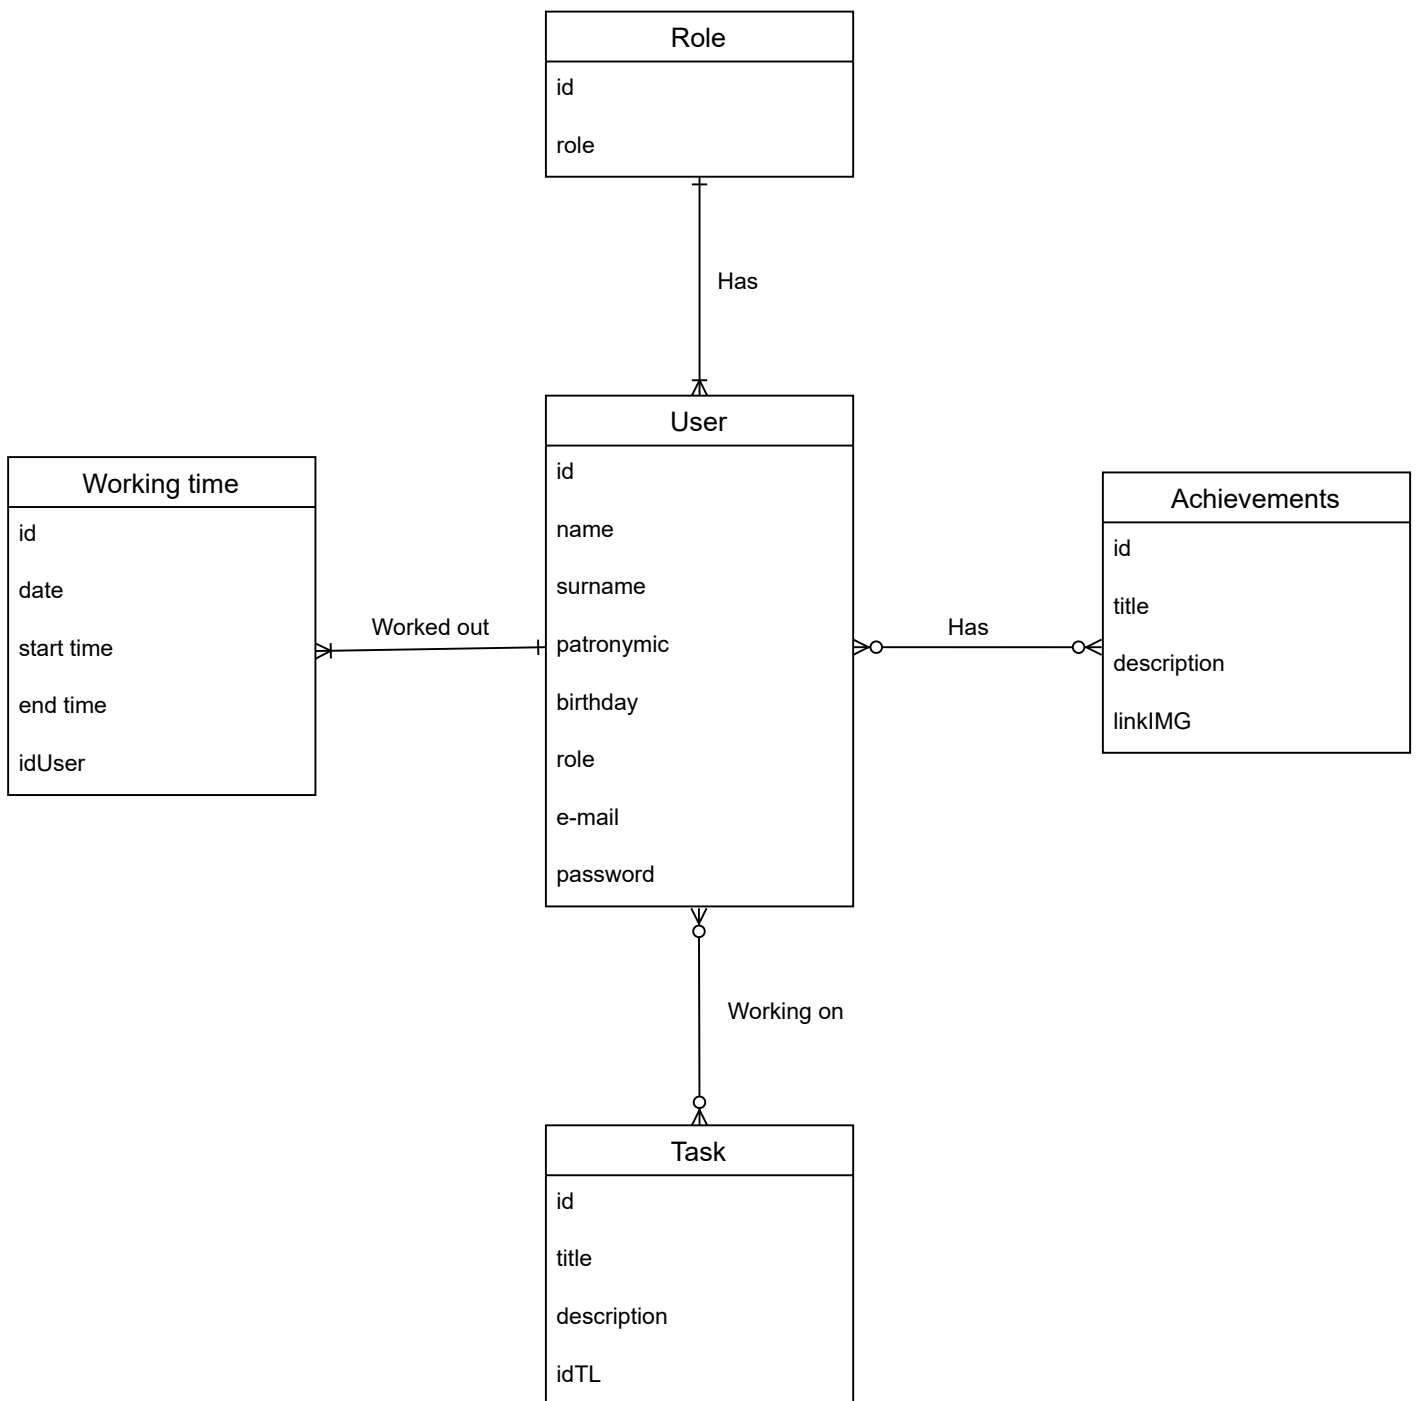 Role
id
role
Has
User
id
name
surname
patronymic
birthday
role
e-mail
password
Working time
id
date
start time
end time
idUser
Worked out
Has
Achievements
id
title
description
linkIMG
Working on
Task
id
title
description
idTL